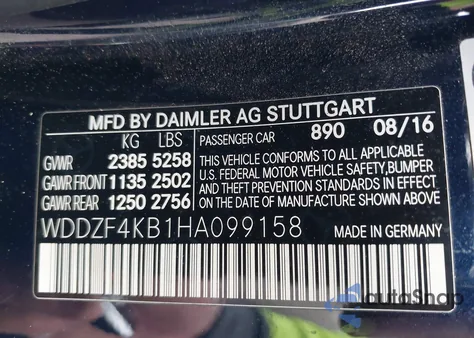 MFD BY DAIMLER AG STUTTGART
KG LBS PASSENGER CAR 890 08/16
GVWR 2385 5258
GAWR FRONT 1135 2502
GAWR REAR 1250 2756
THIS VEHICLE CONFORMS TO ALL APPLICABLE
U.S. FEDERAL MOTOR VEHICLE SAFETY, BUMPER
AND THEFT PREVENTION STANDARDS IN EFFECT
ON THE DATE OF MANUFACTURE SHOWN ABOVE
WDDZF4KB1HA099158 MADE IN GERMANY
autoShop